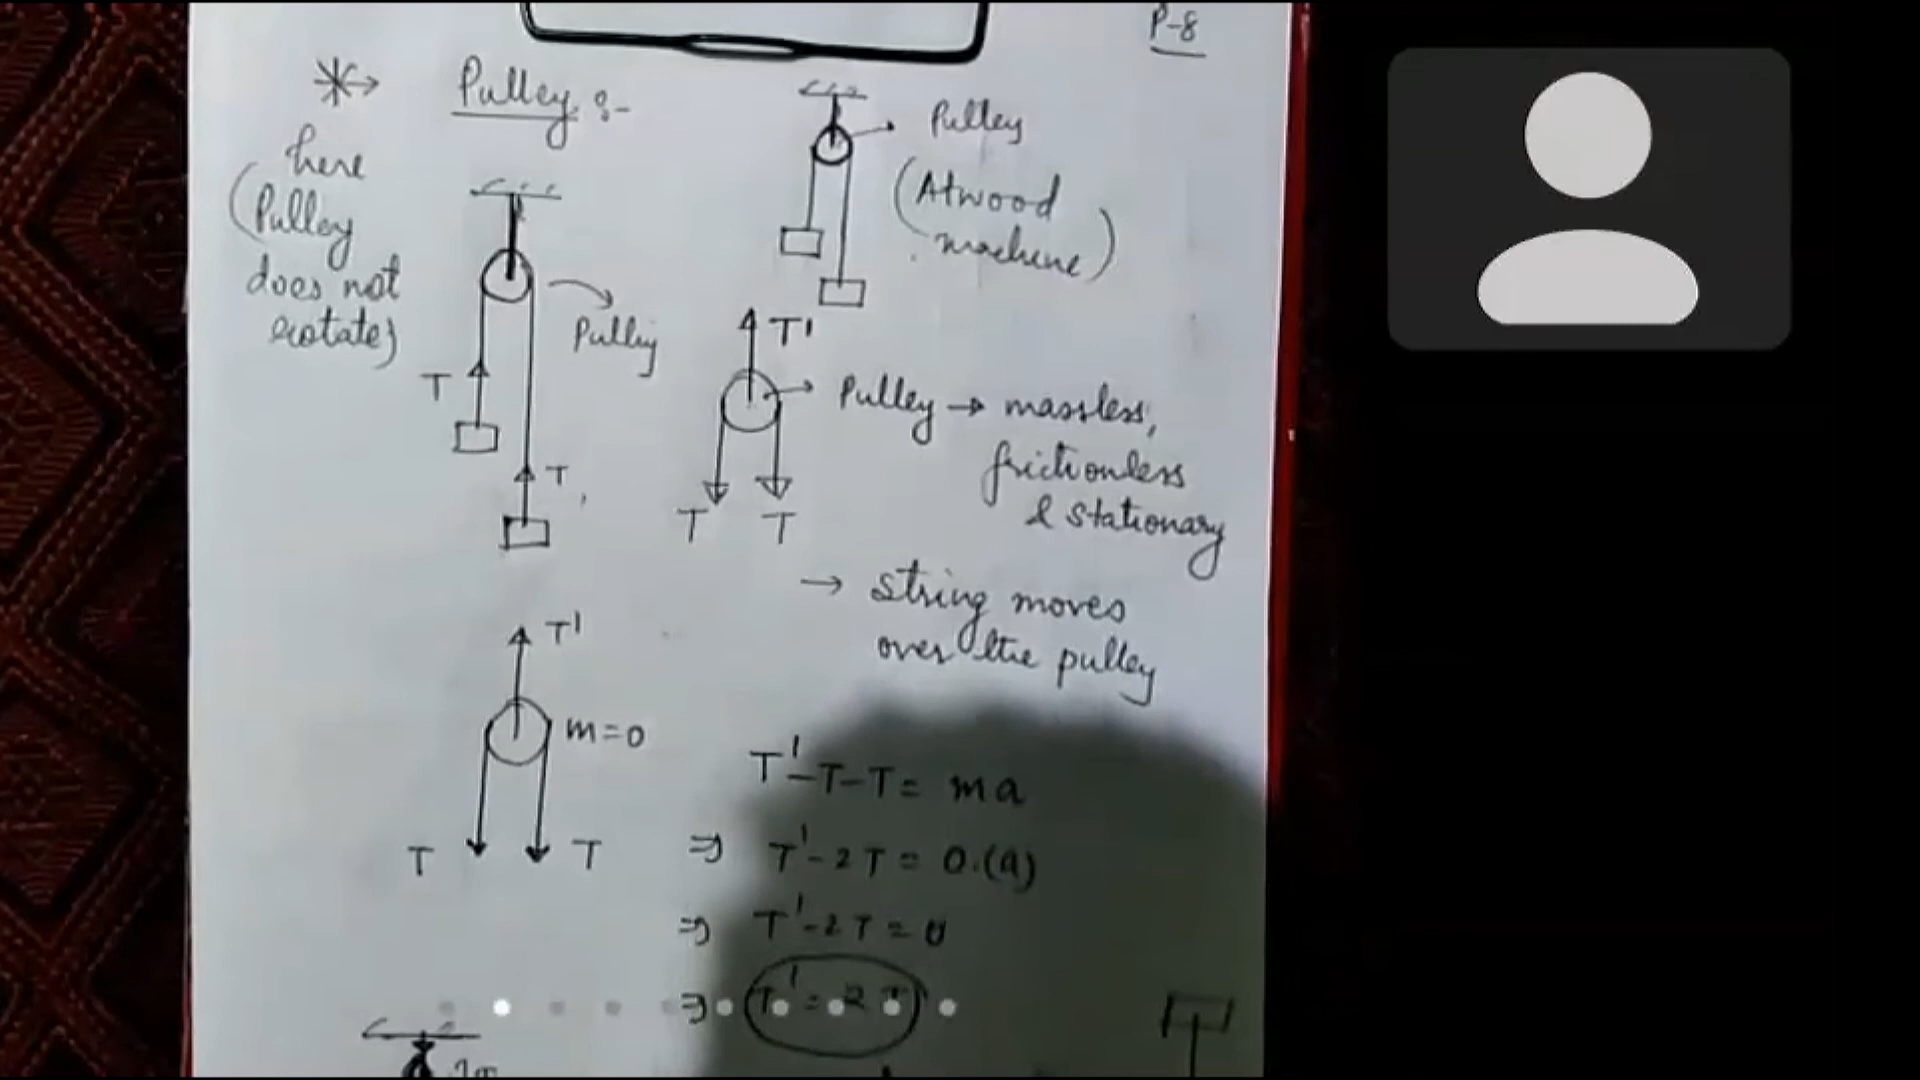 P-8
Pulley :-
here
(Pulley
does not
rotate)
Pulley
T
T
Pulley
(Atwood
machine)
T'
Pulley → massless,
frictionless
& stationary
T T
→ string moves
over the pulley
T'
m=0
T T
T'-T-T= ma
⇒ T'-2T = 0.(a)
⇒ T'-2T = 0
⇒ T' = 2T